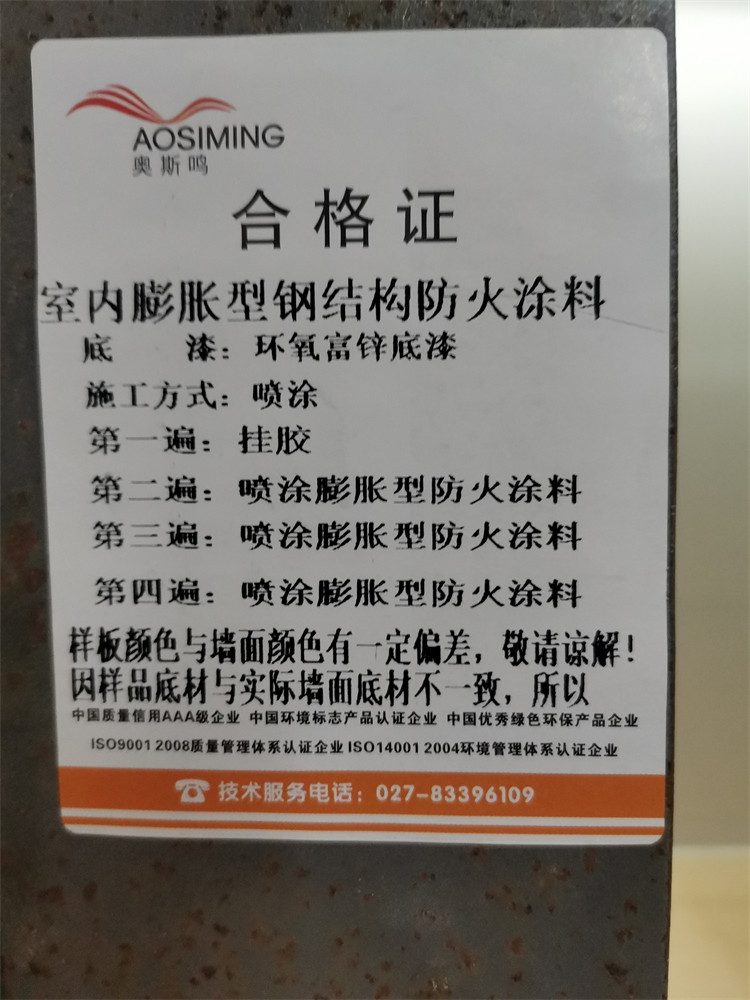 AOSIMING
奥斯鸣
合格证
室内膨胀型钢结构防火涂料
底 漆：环氧富锌底漆
施工方式：喷涂
第一遍：挂胶
第二遍：喷涂膨胀型防火涂料
第三遍：喷涂膨胀型防火涂料
第四遍：喷涂膨胀型防火涂料
样板颜色与墙面颜色有一定偏差，敬请谅解！
因样品底材与实际墙面底材不一致，所以
中国质量信用AAA级企业 中国环境标志产品认证企业 中国优秀绿色环保产品企业
ISO9001 2008质量管理体系认证企业 ISO14001 2004环境管理体系认证企业
☎ 技术服务电话：027-83396109